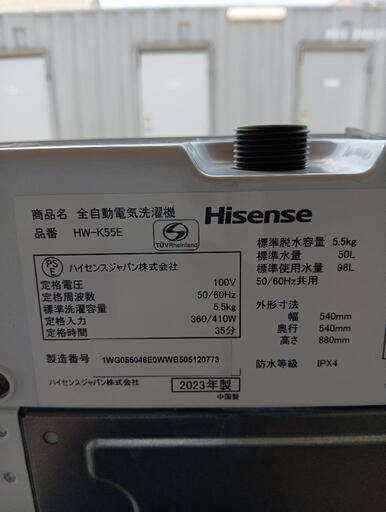 商品名 全自動電気洗濯機
品番 HW-K55E
S
TÜVRheinland
Hisense
標準脱水容量 5.5kg
標準水量 50L
標準使用水量 98L
50/60Hz共用
PS
E
ハイセンスジャパン株式会社
定格電圧 100V
定格周波数 50/60Hz
標準洗濯容量 5.5kg
定格入力 360/410W
定格時間 35分
外形寸法
幅 540mm
奥行 540mm
高さ 880mm
製造番号 1WG055046E0WWB505120773
防水等級 IPX4
ハイセンスジャパン株式会社
2023年製
中国製